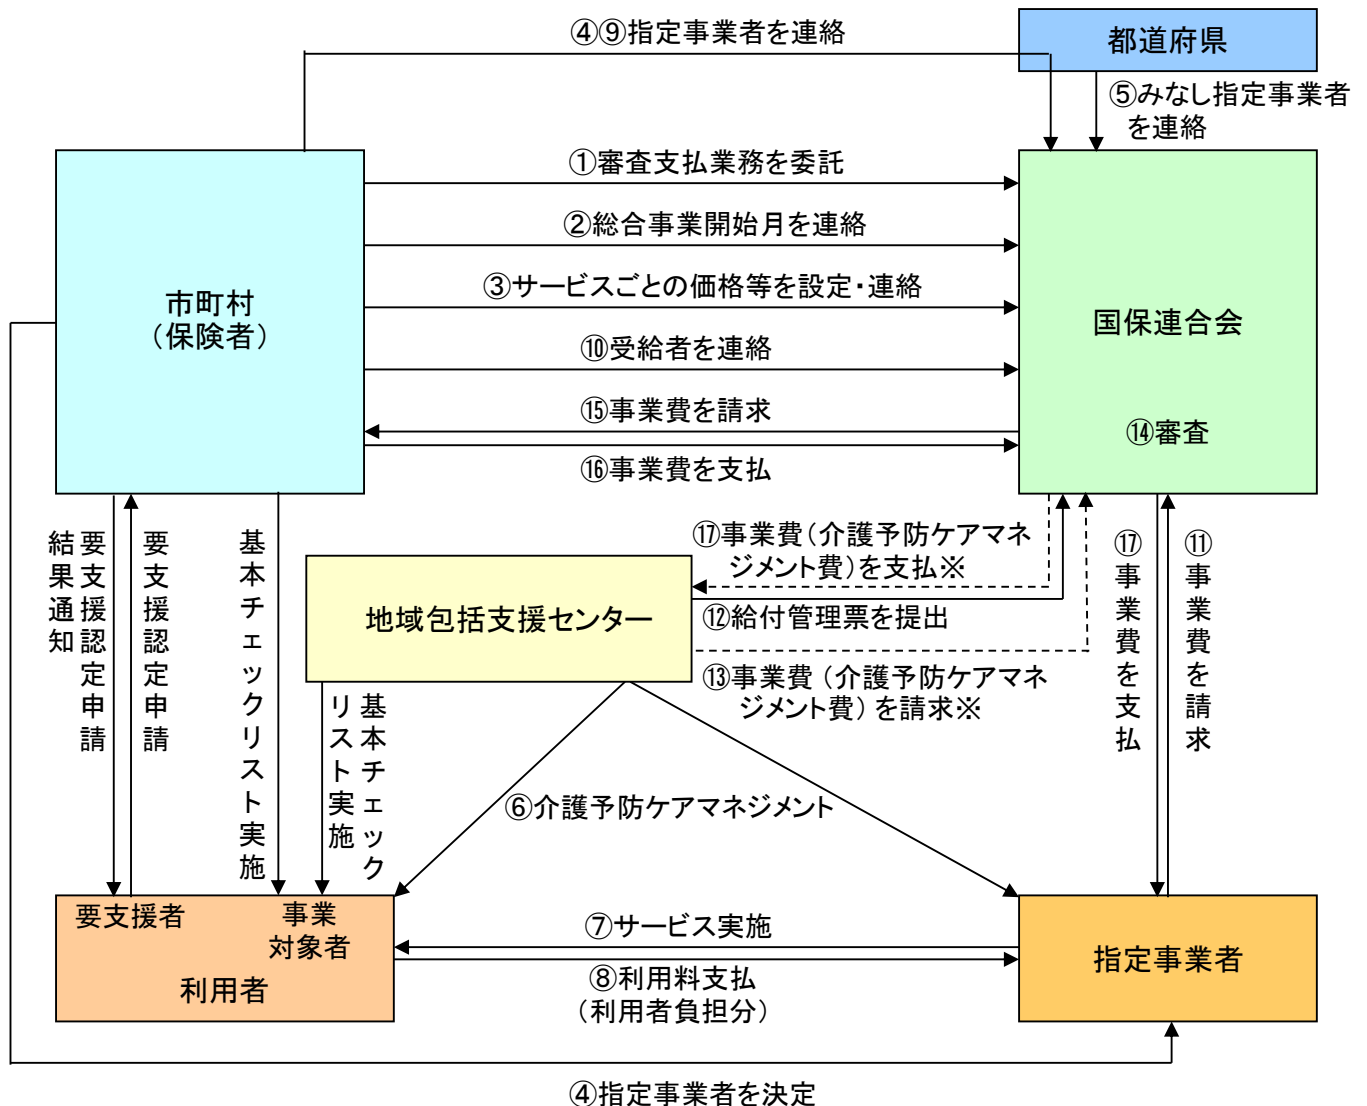 ④⑨指定事業者を連絡
都道府県
⑤みなし指定事業者
を連絡
①審査支払業務を委託
②総合事業開始月を連絡
③サービスごとの価格等を設定・連絡
市町村
（保険者）
国保連合会
⑩受給者を連絡
⑮事業費を請求
⑭審査
⑯事業費を支払
要支援認定申請
結果通知
要支援認定申請
基本チェックリスト実施
⑰事業費（介護予防ケアマネ
ジメント費）を支払※
地域包括支援センター
⑫給付管理票を提出
⑬事業費（介護予防ケアマネ
ジメント費）を請求※
⑰事業費を支払
⑪事業費を請求
基本チェック
リスト実施
⑥介護予防ケアマネジメント
要支援者
事業
対象者
利用者
⑦サービス実施
⑧利用料支払
（利用者負担分）
指定事業者
④指定事業者を決定